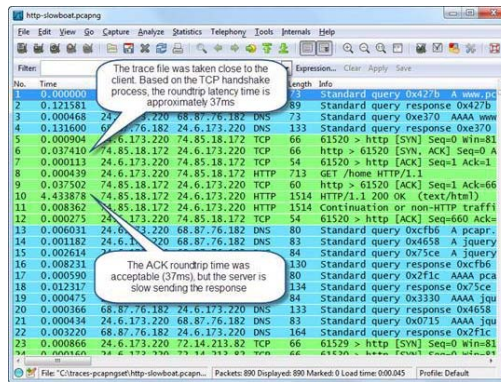 http-slowboat.pcapng
File Edit View Go Capture Analyze Statistics Telephony Tools Internals Help
Filter: Expression... Clear Apply Save
The trace file was taken close to the client. Based on the TCP handshake process, the roundtrip latency time is approximately 37ms
No. Time Length Info
1 0.000000 73 Standard query 0x427b A www.pc
2 0.121581 89 Standard query response 0x427b
3 0.000468 24.6.173.220 68.87.76.182 DNS 73 Standard query 0xe370 AAAA www
4 0.131600 68.87.76.182 24.6.173.220 DNS 133 Standard query response 0xe370
5 0.000904 24.6.173.220 74.85.18.172 TCP 66 61520 > http [SYN] Seq=0 Win=81
6 0.037410 74.85.18.172 24.6.173.220 TCP 66 http > 61520 [SYN, ACK] Seq=0 A
7 0.000113 24.6.173.220 74.85.18.172 TCP 54 61520 > http [ACK] Seq=1 Ack=1
8 0.000439 24.6.173.220 74.85.18.172 HTTP 713 GET /home HTTP/1.1
9 0.037502 74.85.18.172 24.6.173.220 TCP 60 http > 61520 [ACK] Seq=1 Ack=66
10 4.433878 74.85.18.172 24.6.173.220 HTTP 1514 HTTP/1.1 200 OK (text/html)
11 0.008362 74.85.18.172 24.6.173.220 HTTP 1514 Continuation or non-HTTP traffi
12 0.000275 24.6.173.220 74.85.18.172 TCP 54 61520 > http [ACK] Seq=660 Ack=
13 0.006031 24.6.173.220 68.87.76.182 DNS 80 Standard query 0xcfb6 A pcapr.
14 0.001182 24.6.173.220 68.87.76.182 DNS 83 Standard query 0x4658 A jquery
15 0.002614 84 Standard query 0x75ce A jquery
16 0.008231 130 Standard query response 0xcfb6
17 0.000590 80 Standard query 0x2f1c AAAA pca
18 0.012317 134 Standard query response 0x75ce
19 0.000475 84 Standard query 0x3330 AAAA jqu
The ACK roundtrip time was acceptable (37ms), but the server is slow sending the response
20 0.000366 68.87.76.182 24.6.173.220 DNS 133 Standard query response 0x4658
21 0.000434 24.6.173.220 68.87.76.182 DNS 83 Standard query 0x0715 AAAA jqu
22 0.003220 68.87.76.182 24.6.173.220 DNS 164 Standard query response 0x2f1c
23 0.000866 24.6.173.220 72.14.213.82 TCP 66 61529 > http [SYN] Seq=0 Win=81
File: "C:\traces-pcapngset\http-slowboat.pcapn... Packets: 890 Displayed: 890 Marked: 0 Load time: 0:00.045 Profile: Default